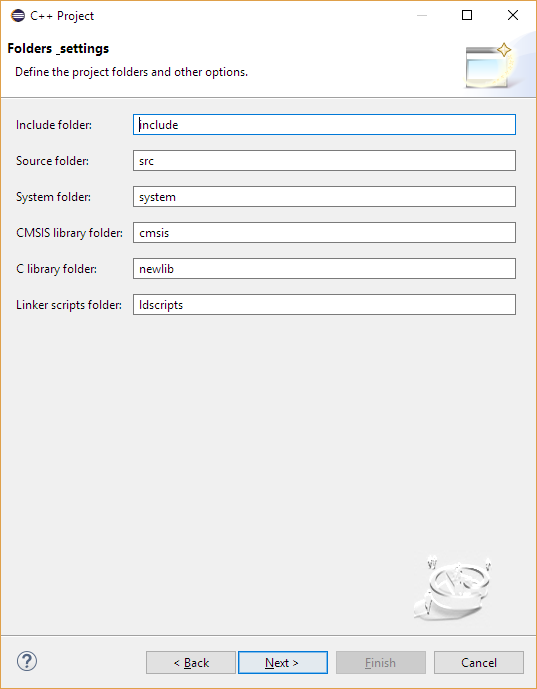 C++ Project
Folders _settings
Define the project folders and other options.
Include folder: include
Source folder: src
System folder: system
CMSIS library folder: cmsis
C library folder: newlib
Linker scripts folder: ldscripts
? < Back Next > Finish Cancel